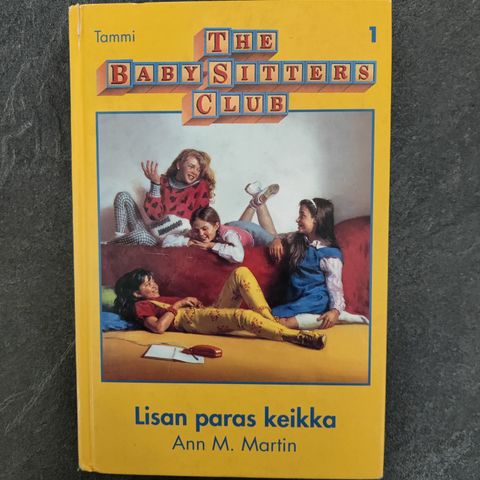 Tammi
1
THE
BABY-SITTERS
CLUB
Lisan paras keikka
Ann M. Martin